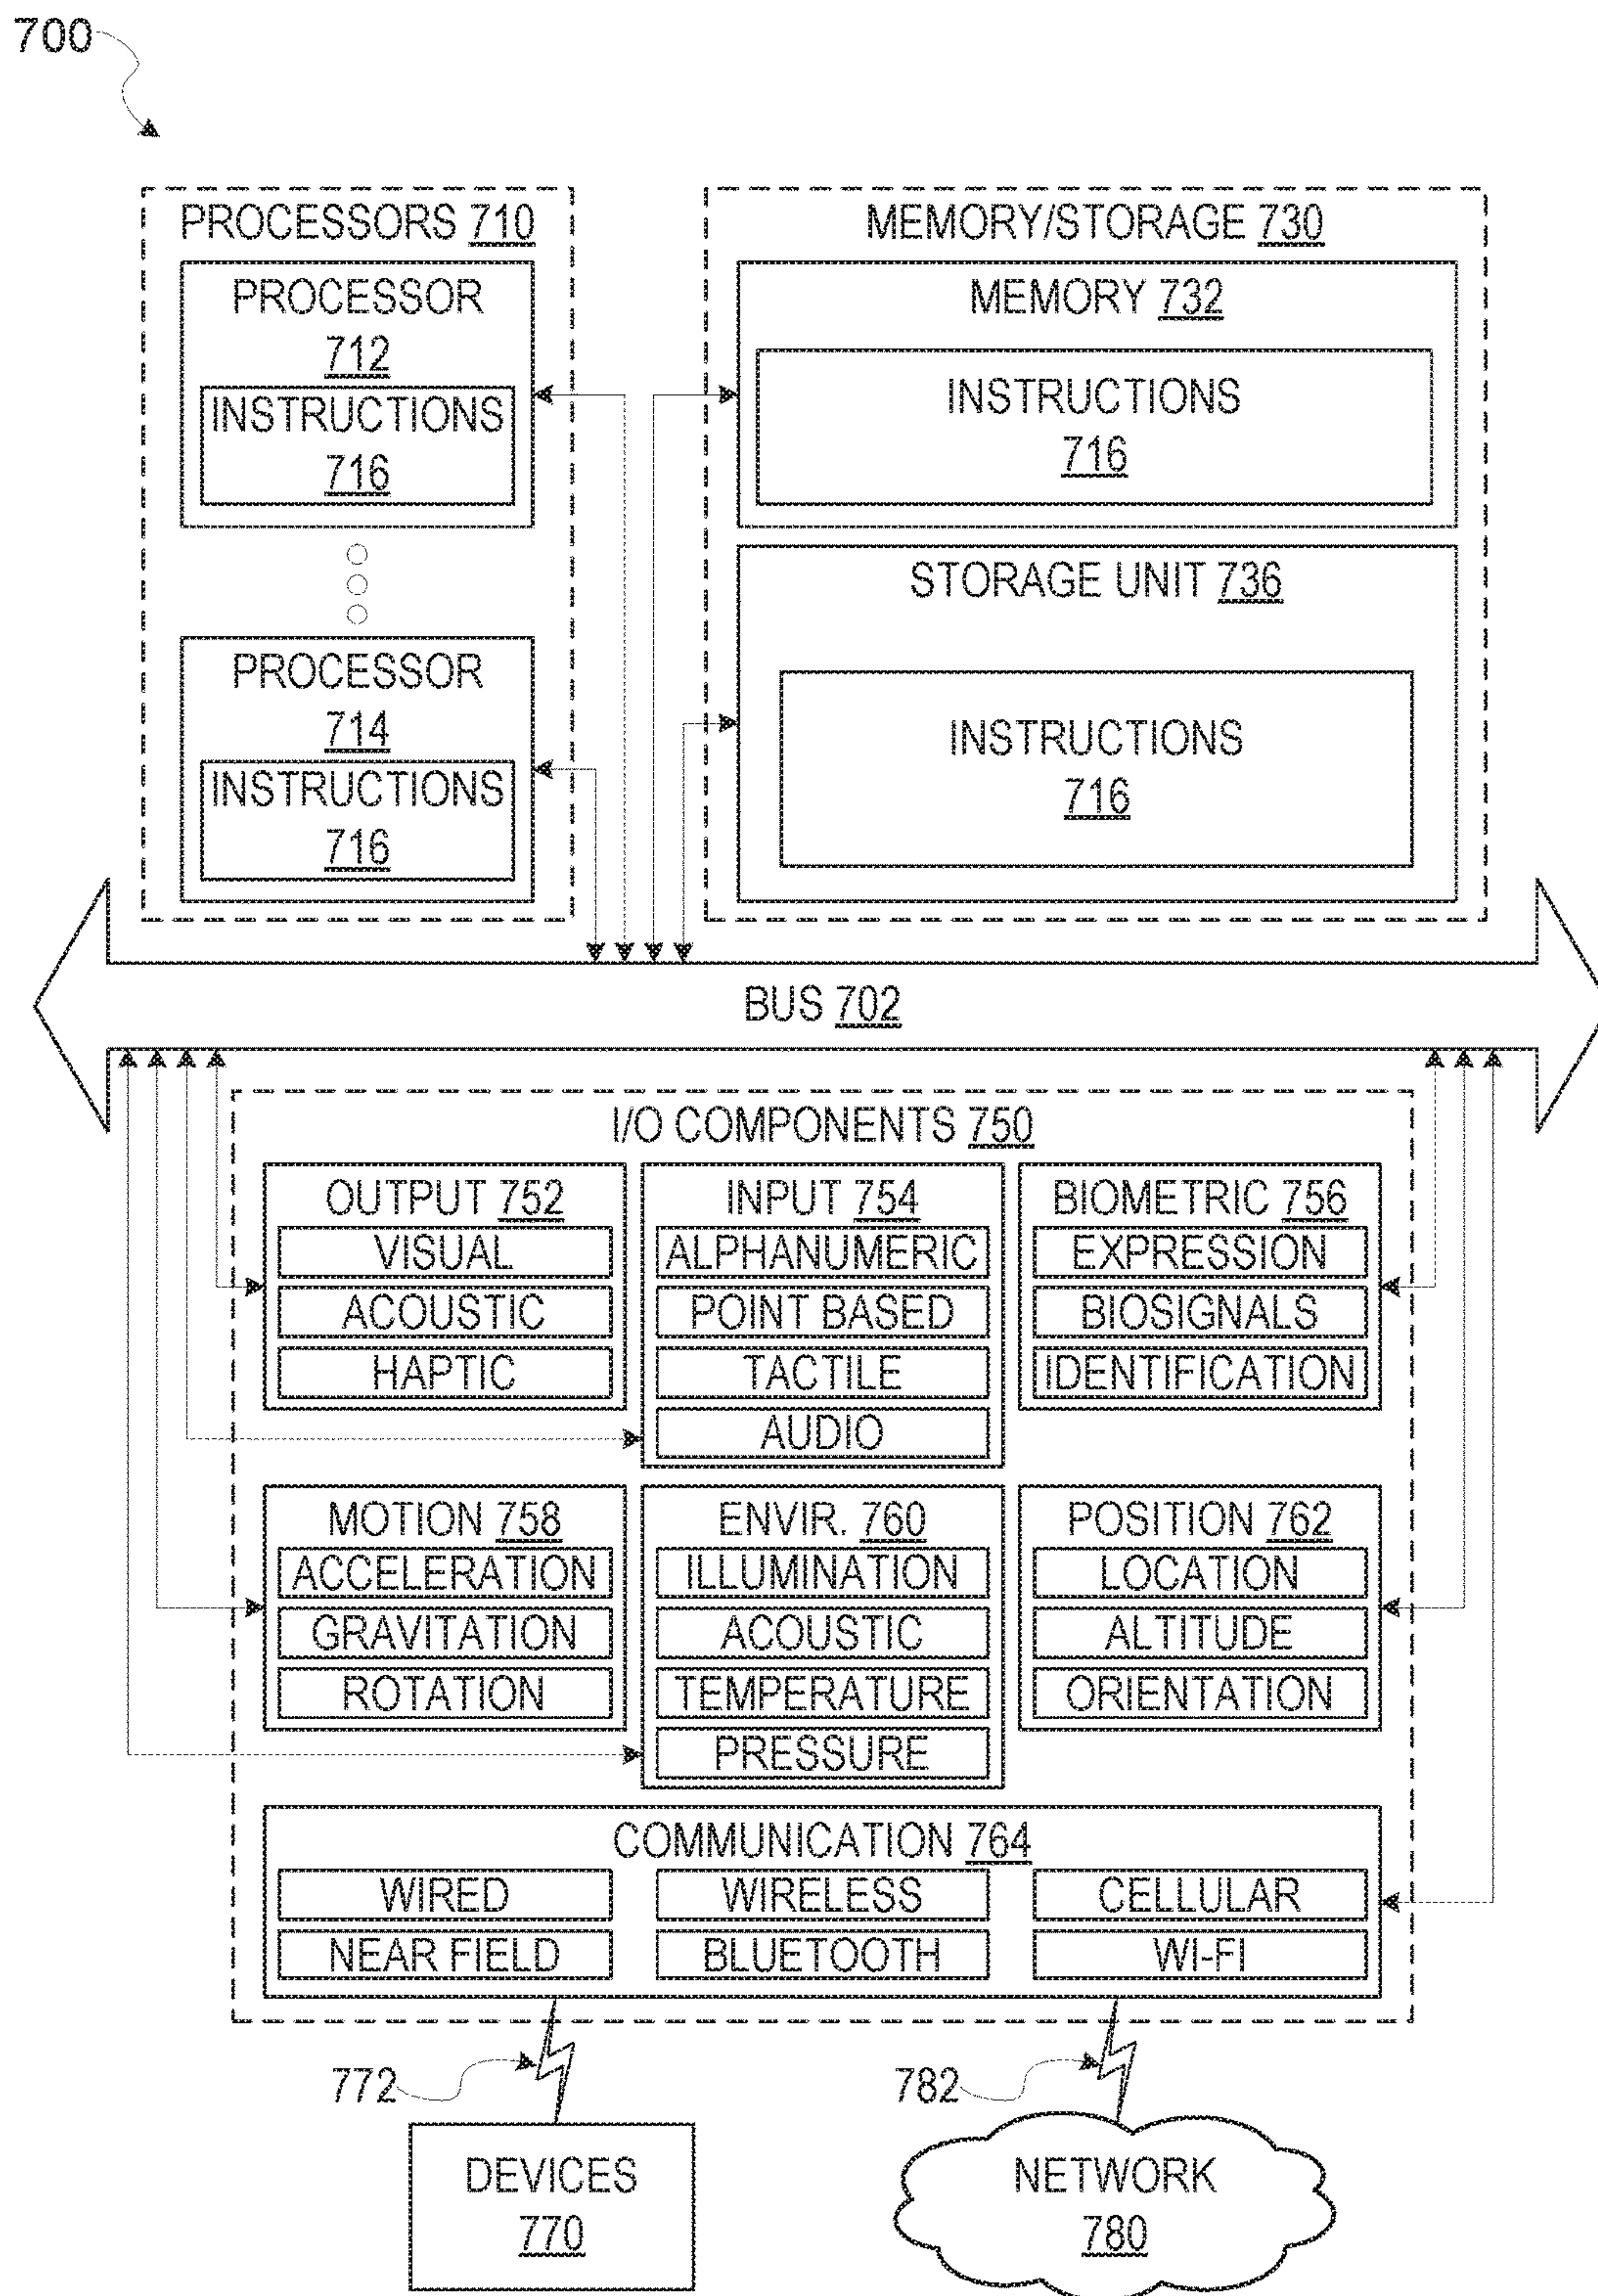 700
PROCESSORS 710
PROCESSOR
712
INSTRUCTIONS
716
PROCESSOR
714
INSTRUCTIONS
716
MEMORY/STORAGE 730
MEMORY 732
INSTRUCTIONS
716
STORAGE UNIT 736
INSTRUCTIONS
716
BUS 702
I/O COMPONENTS 750
OUTPUT 752
VISUAL
ACOUSTIC
HAPTIC
INPUT 754
ALPHANUMERIC
POINT BASED
TACTILE
AUDIO
BIOMETRIC 756
EXPRESSION
BIOSIGNALS
IDENTIFICATION
MOTION 758
ACCELERATION
GRAVITATION
ROTATION
ENVIR. 760
ILLUMINATION
ACOUSTIC
TEMPERATURE
PRESSURE
POSITION 762
LOCATION
ALTITUDE
ORIENTATION
COMMUNICATION 764
WIRED
WIRELESS
CELLULAR
NEAR FIELD
BLUETOOTH
WI-FI
772
782
DEVICES
770
NETWORK
780